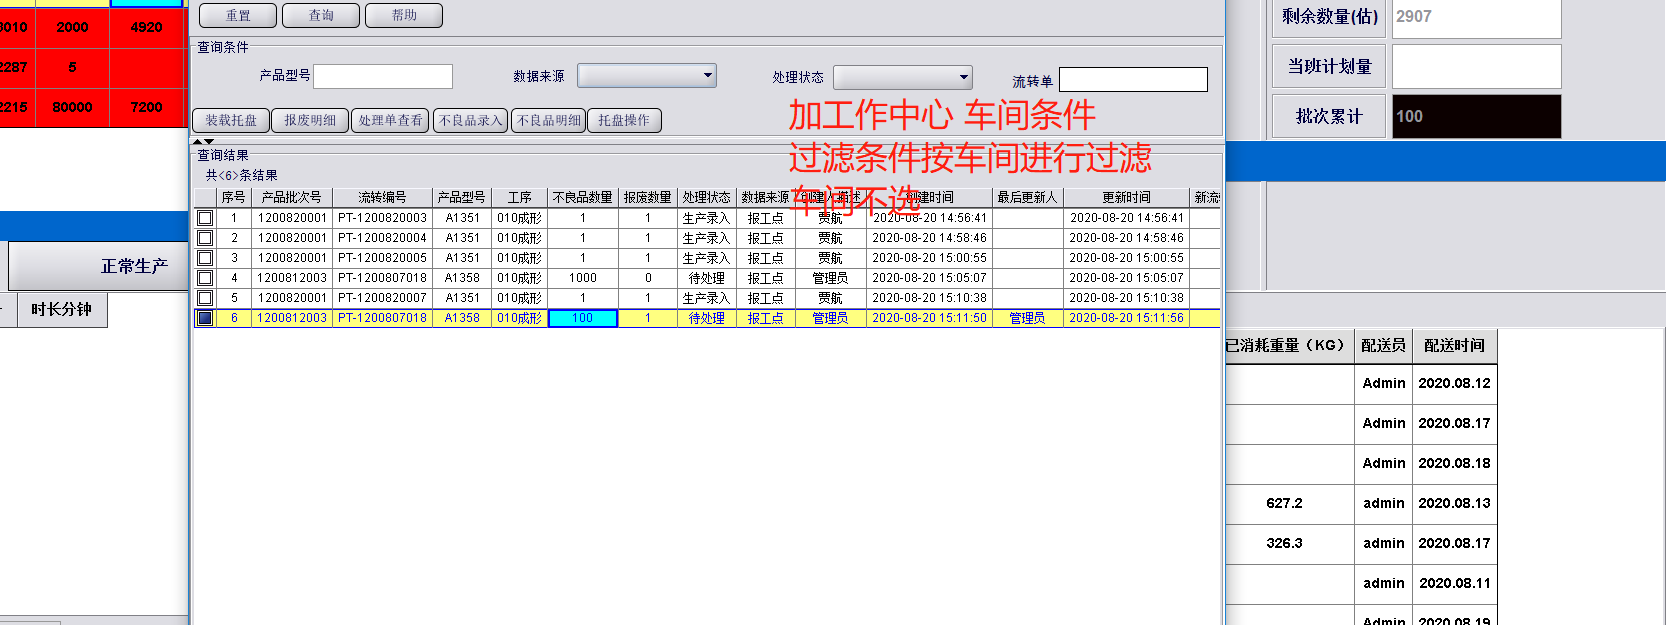 3010 2000 4920
2287 5
2215 80000 7200
正常生产
时长分钟
重置 查询 帮助
查询条件
产品型号 数据来源 处理状态 流转单
装载托盘 报废明细 处理单查看 不良品录入 不良品明细 托盘操作
加工作中心 车间条件
过滤条件按车间进行过滤
车间不选
查询结果
共<6>条结果
序号 产品批次号 流转编号 产品型号 工序 不良品数量 报废数量 处理状态 数据来源 创建人描述 创建时间 最后更新人 更新时间 新流
1 1200820001 PT-1200820003 A1351 010成形 1 1 生产录入 报工点 贾航 2020-08-20 14:56:41 2020-08-20 14:56:41
2 1200820001 PT-1200820004 A1351 010成形 1 1 生产录入 报工点 贾航 2020-08-20 14:58:46 2020-08-20 14:58:46
3 1200820001 PT-1200820005 A1351 010成形 1 1 生产录入 报工点 贾航 2020-08-20 15:00:55 2020-08-20 15:00:55
4 1200812003 PT-1200807018 A1358 010成形 1000 0 待处理 报工点 管理员 2020-08-20 15:05:07 2020-08-20 15:05:07
5 1200820001 PT-1200820007 A1351 010成形 1 1 生产录入 报工点 贾航 2020-08-20 15:10:38 2020-08-20 15:10:38
6 1200812003 PT-1200807018 A1358 010成形 100 1 待处理 报工点 管理员 2020-08-20 15:11:50 管理员 2020-08-20 15:11:56
剩余数量(估) 2907
当班计划量
批次累计 100
已消耗重量（KG） 配送员 配送时间
Admin 2020.08.12
Admin 2020.08.17
Admin 2020.08.18
627.2 admin 2020.08.13
326.3 admin 2020.08.17
admin 2020.08.11
Admin 2020.08.19